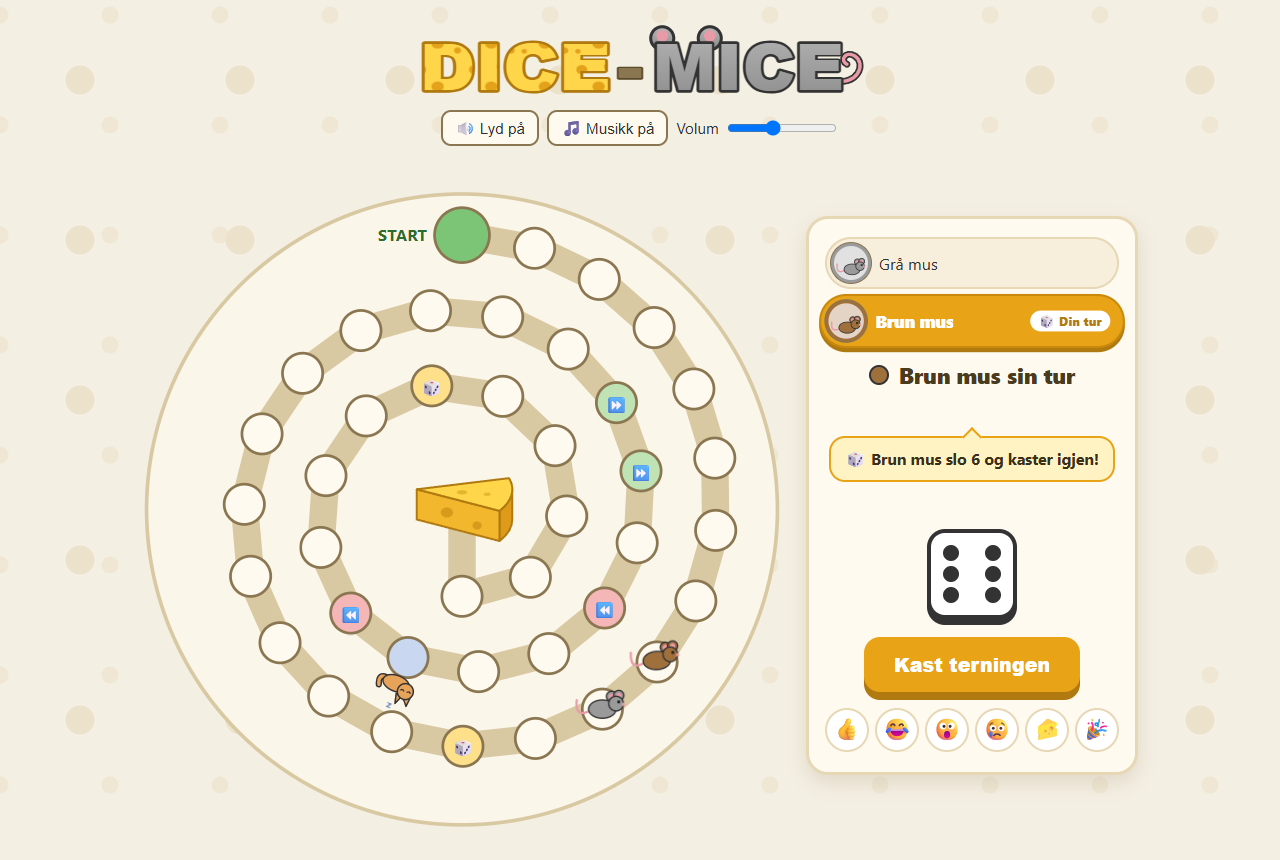 DICE-MICE
🔊 Lyd på
🎵 Musikk på
Volum
START
Grå mus
Brun mus
🎲 Din tur
Brun mus sin tur
🎲 Brun mus slo 6 og kaster igjen!
Kast terningen
z